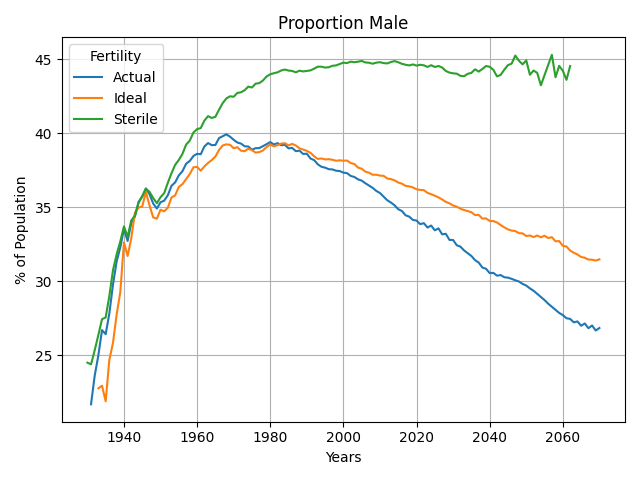 Proportion Male
Fertility
Actual
Ideal
Sterile
% of Population
45
40
35
30
25
1940 1960 1980 2000 2020 2040 2060
Years